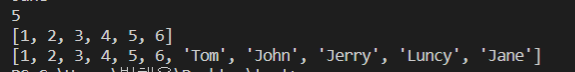 5
[1, 2, 3, 4, 5, 6]
[1, 2, 3, 4, 5, 6, 'Tom', 'John', 'Jerry', 'Luncy', 'Jane']